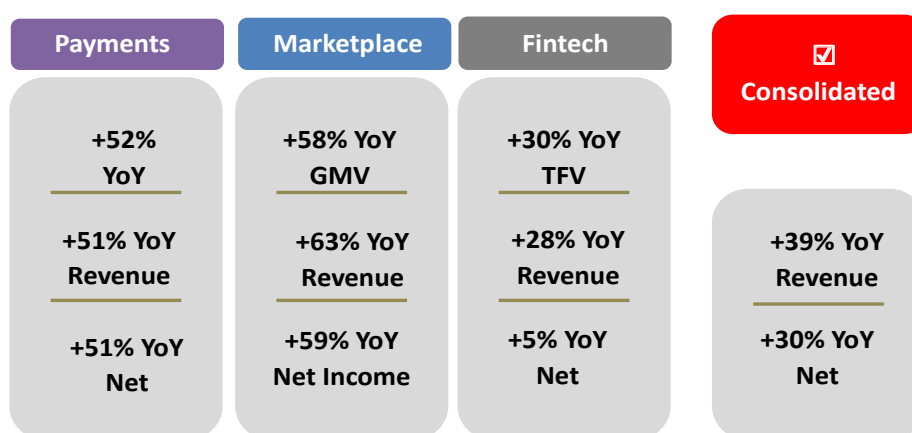 Payments
+52%
YoY
+51% YoY
Revenue
+51% YoY
Net
Marketplace
+58% YoY
GMV
+63% YoY
Revenue
+59% YoY
Net Income
Fintech
+30% YoY
TFV
+28% YoY
Revenue
+5% YoY
Net
☑
Consolidated
+39% YoY
Revenue
+30% YoY
Net